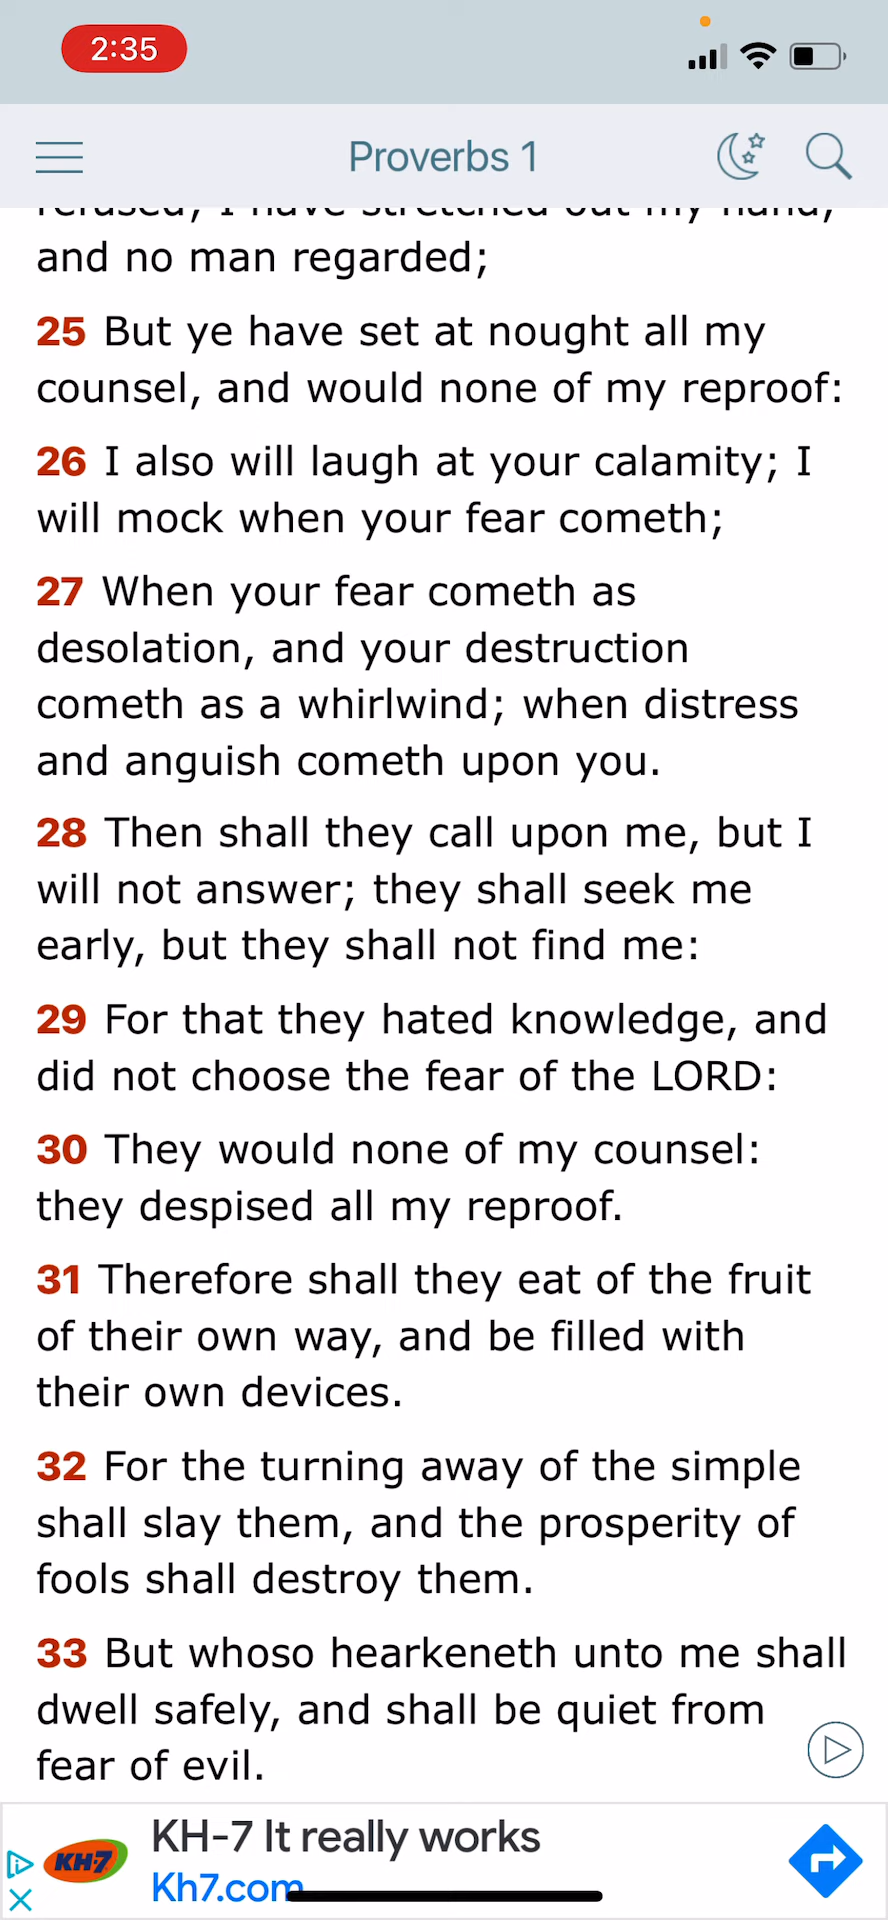 2:35
Proverbs 1
refused; I have stretched out my hand,
and no man regarded;
25 But ye have set at nought all my
counsel, and would none of my reproof:
26 I also will laugh at your calamity; I
will mock when your fear cometh;
27 When your fear cometh as
desolation, and your destruction
cometh as a whirlwind; when distress
and anguish cometh upon you.
28 Then shall they call upon me, but I
will not answer; they shall seek me
early, but they shall not find me:
29 For that they hated knowledge, and
did not choose the fear of the LORD:
30 They would none of my counsel:
they despised all my reproof.
31 Therefore shall they eat of the fruit
of their own way, and be filled with
their own devices.
32 For the turning away of the simple
shall slay them, and the prosperity of
fools shall destroy them.
33 But whoso hearkeneth unto me shall
dwell safely, and shall be quiet from
fear of evil.
KH-7 It really works
KH-7
Kh7.com